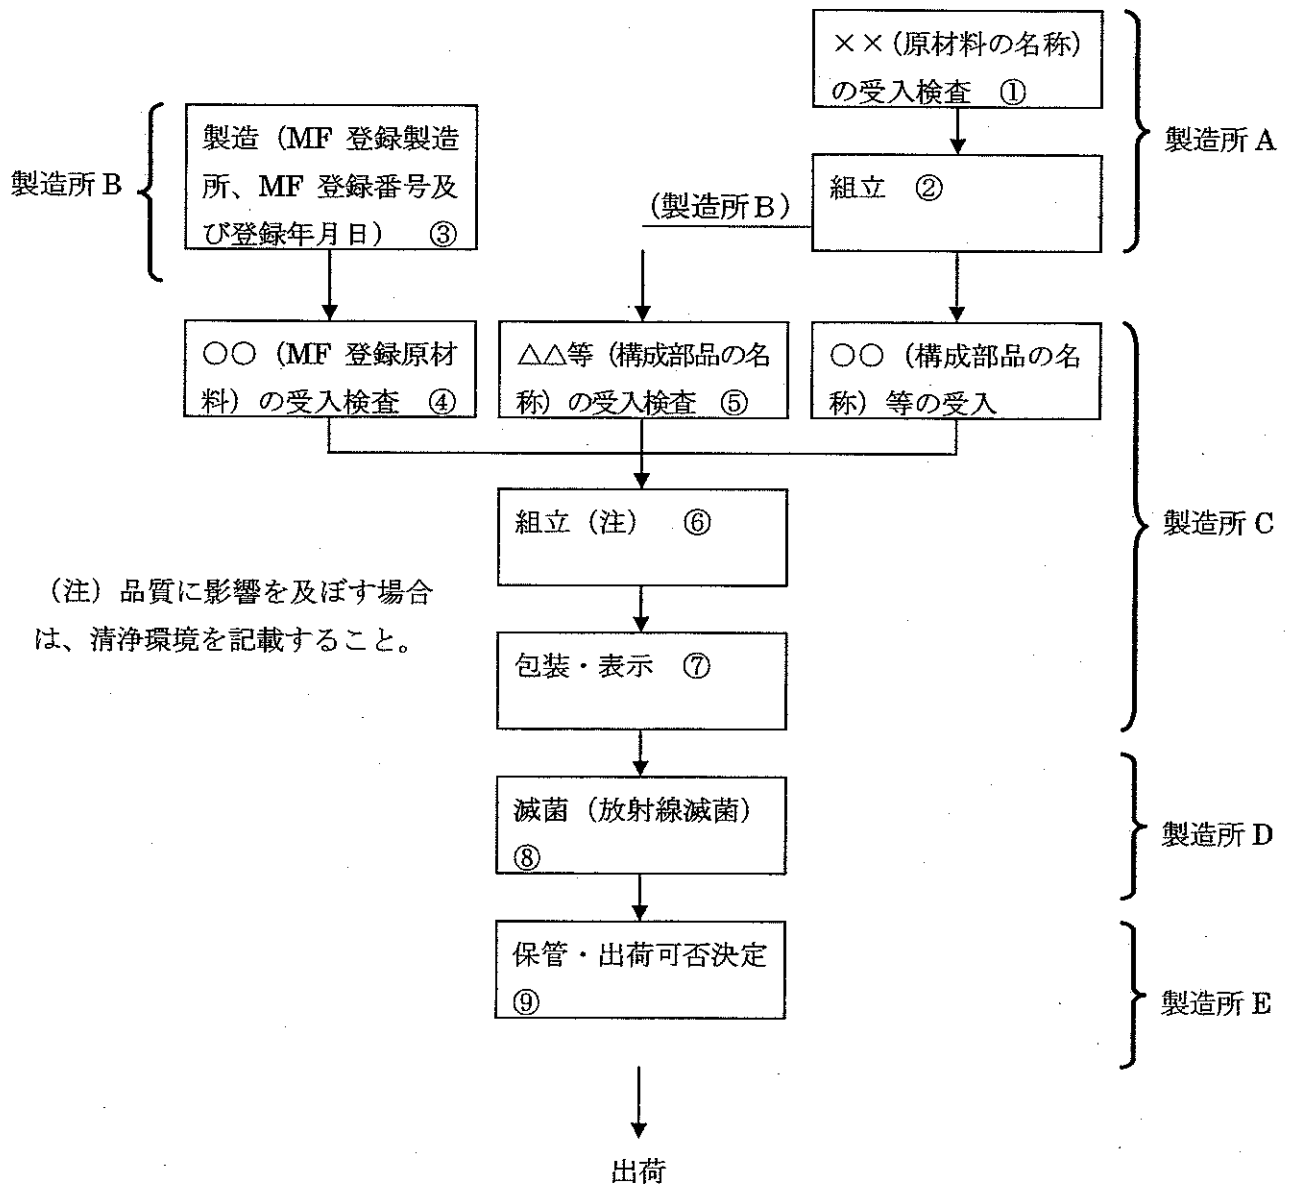 ××(原材料の名称)
の受入検査 ①
製造所 A
製造所 B
製造（MF 登録製造
所、MF 登録番号及
び登録年月日） ③
(製造所B)
組立 ②
○○（MF 登録原材
料）の受入検査 ④
△△等（構成部品の名
称）の受入検査 ⑤
○○（構成部品の名
称）等の受入
製造所 C
組立（注） ⑥
（注）品質に影響を及ぼす場合
は、清浄環境を記載すること。
包装・表示 ⑦
滅菌（放射線滅菌）
⑧
製造所 D
保管・出荷可否決定
⑨
製造所 E
出荷